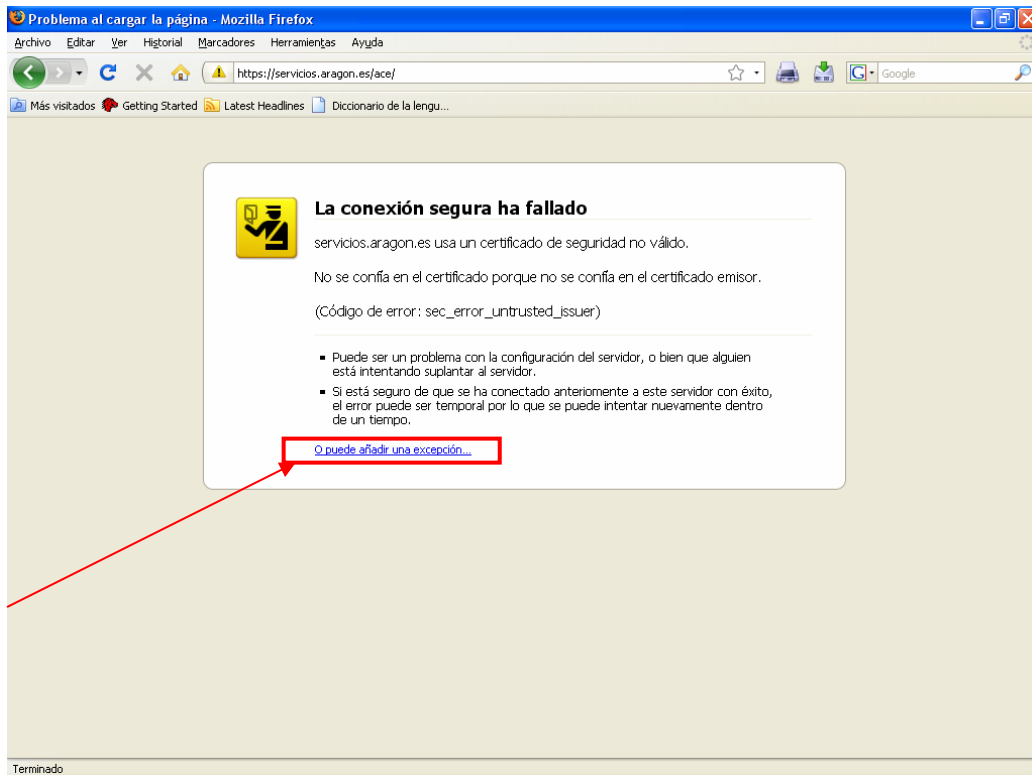 Problema al cargar la página - Mozilla Firefox
Archivo Editar Ver Historial Marcadores Herramientas Ayuda
https://servicios.aragon.es/ace/ G Google
Más visitados Getting Started Latest Headlines Diccionario de la lengu...
La conexión segura ha fallado
servicios.aragon.es usa un certificado de seguridad no válido.
No se confía en el certificado porque no se confía en el certificado emisor.
(Código de error: sec_error_untrusted_issuer)
Puede ser un problema con la configuración del servidor, o bien que alguien
está intentando suplantar al servidor.
Si está seguro de que se ha conectado anteriomente a este servidor con éxito,
el error puede ser temporal por lo que se puede intentar nuevamente dentro
de un tiempo.
O puede añadir una excepción...
Terminado